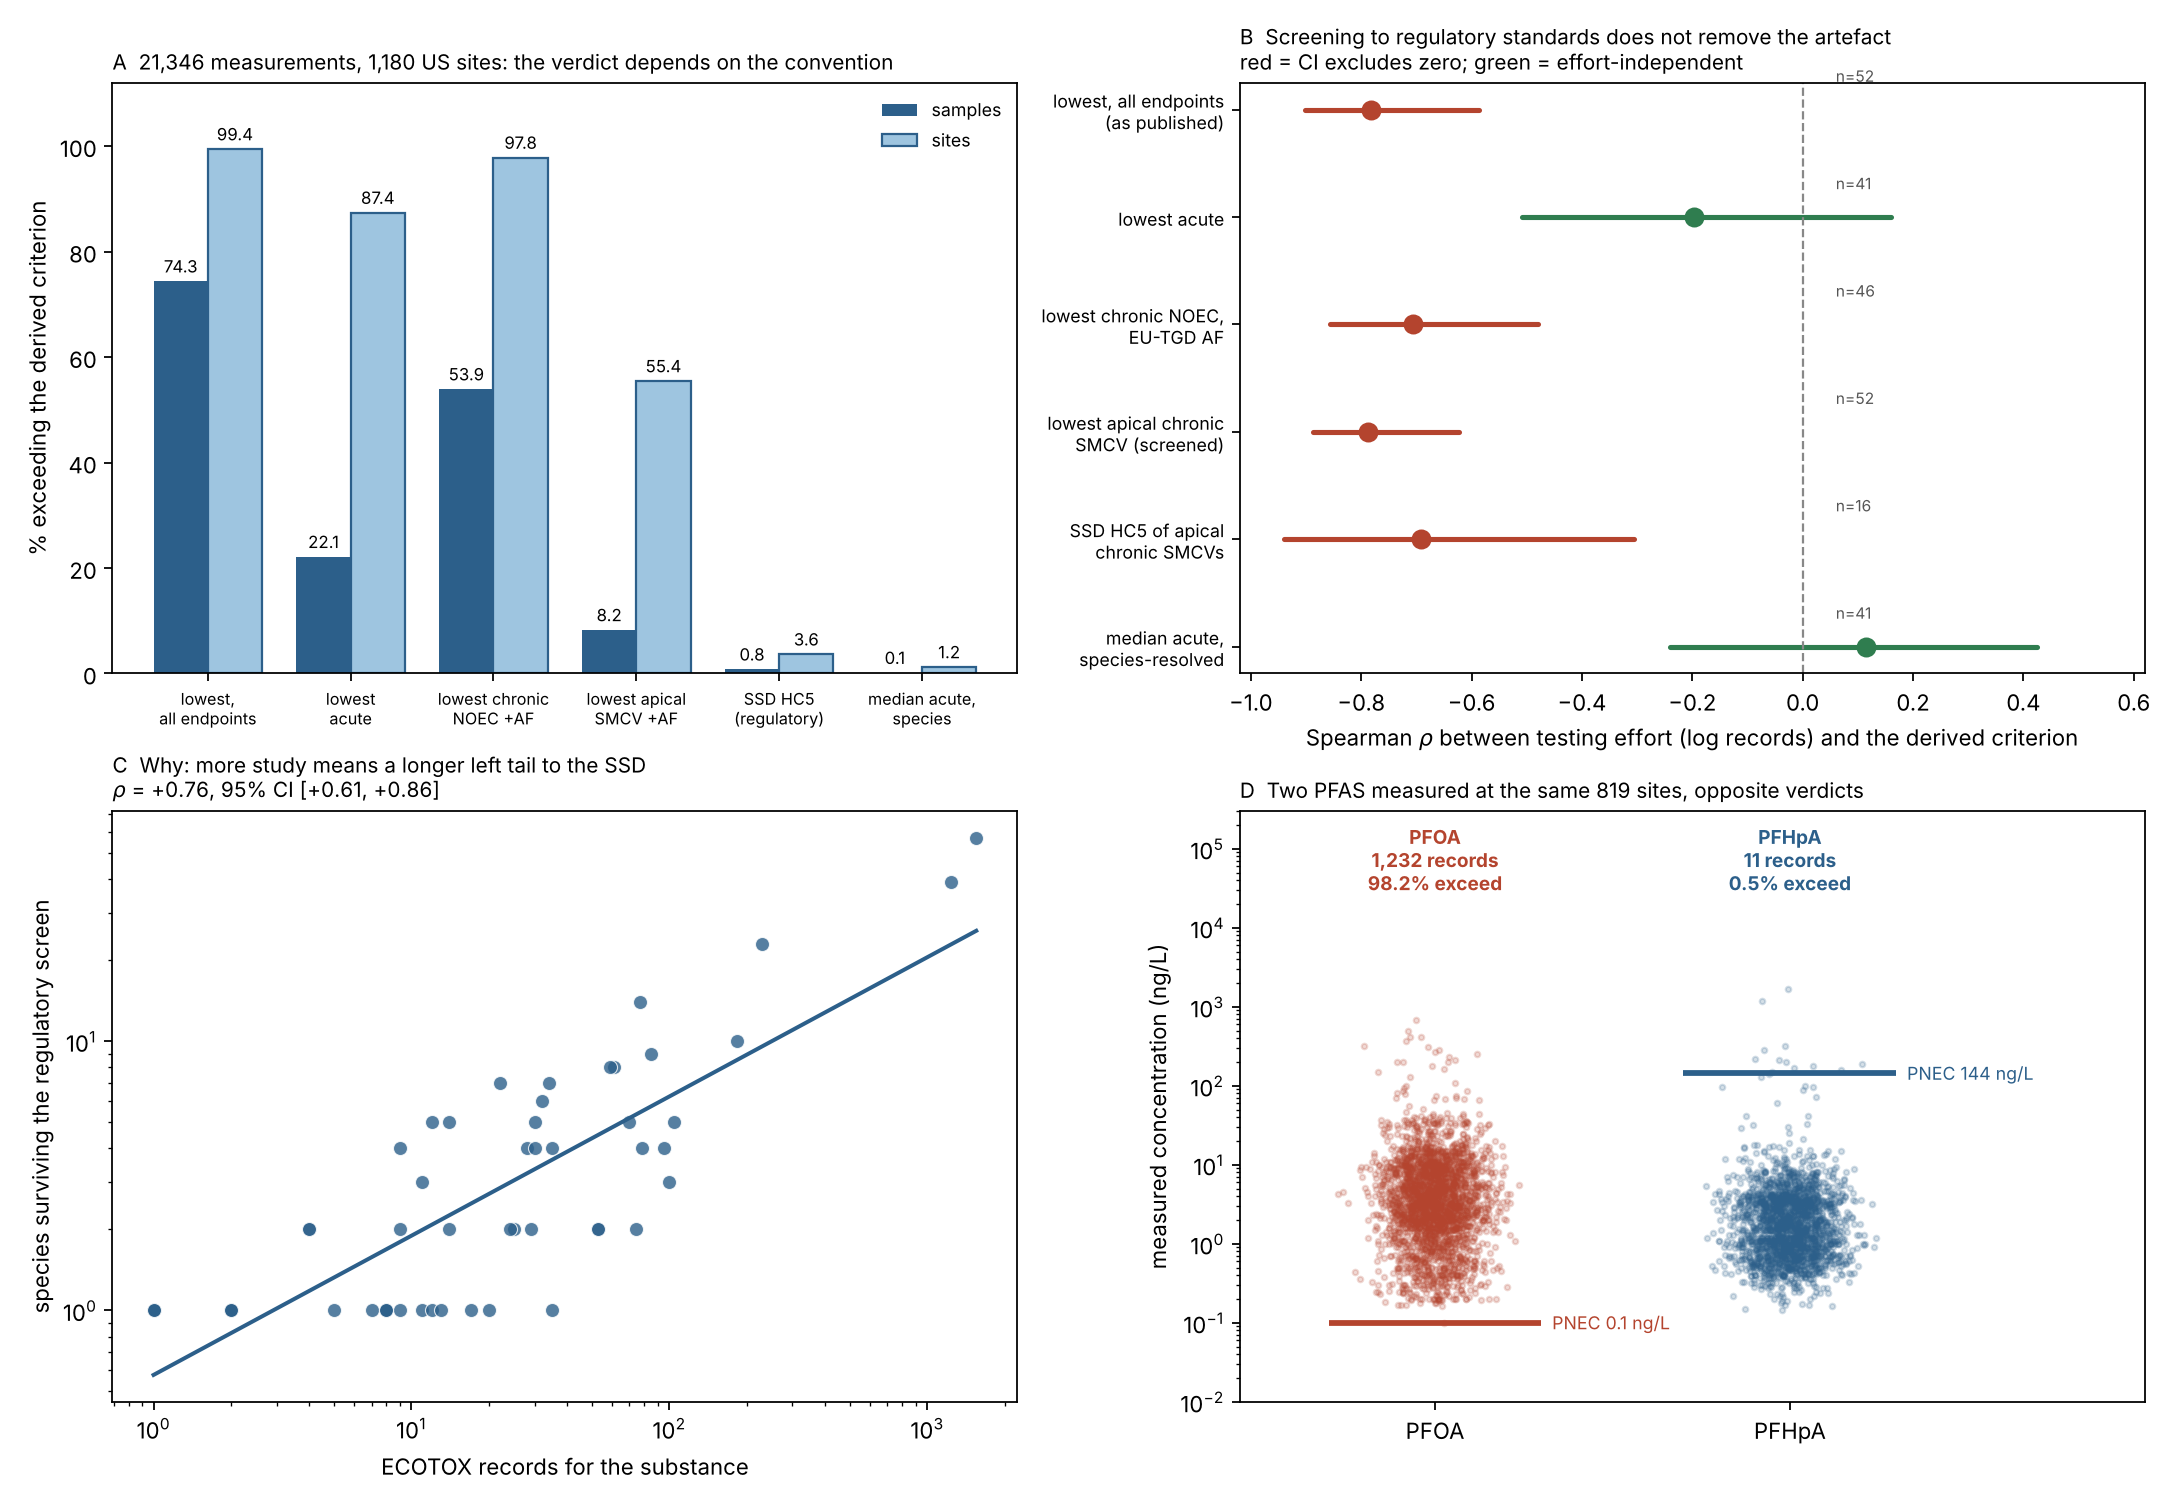 A  21,346 measurements, 1,180 US sites: the verdict depends on the convention
samples
sites
% exceeding the derived criterion
100
80
60
40
20
0
74.3
99.4
22.1
87.4
53.9
97.8
8.2
55.4
0.8
3.6
0.1
1.2
lowest,
all endpoints
lowest
acute
lowest chronic
NOEC +AF
lowest apical
SMCV +AF
SSD HC5
(regulatory)
median acute,
species
B  Screening to regulatory standards does not remove the artefact
red = CI excludes zero; green = effort-independent
lowest, all endpoints
(as published)
n=52
lowest acute
n=41
lowest chronic NOEC,
EU-TGD AF
n=46
lowest apical chronic
SMCV (screened)
n=52
SSD HC5 of apical
chronic SMCVs
n=16
median acute,
species-resolved
n=41
−1.0
−0.8
−0.6
−0.4
−0.2
0.0
0.2
0.4
0.6
Spearman ρ between testing effort (log records) and the derived criterion
C  Why: more study means a longer left tail to the SSD
ρ = +0.76, 95% CI [+0.61, +0.86]
species surviving the regulatory screen
10¹
10⁰
10⁰
10¹
10²
10³
ECOTOX records for the substance
D  Two PFAS measured at the same 819 sites, opposite verdicts
measured concentration (ng/L)
10⁵
10⁴
10³
10²
10¹
10⁰
10⁻¹
10⁻²
PFOA
1,232 records
98.2% exceed
PFHpA
11 records
0.5% exceed
PNEC 144 ng/L
PNEC 0.1 ng/L
PFOA
PFHpA